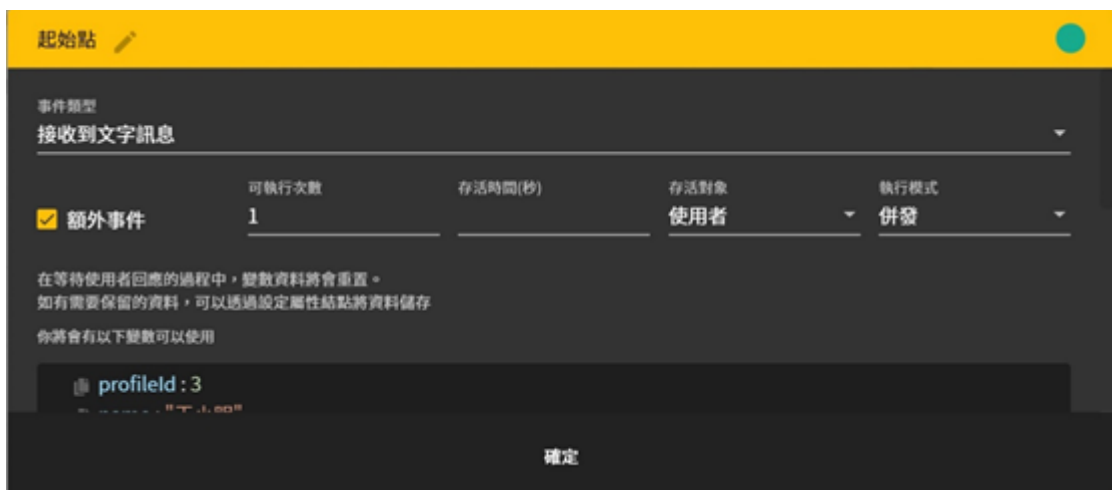 起始點
事件類型
接收到文字訊息
額外事件
可執行次數
1
存活時間(秒)
存活對象
使用者
執行模式
併發
在等待使用者回應的過程中，變數資料將會重置。
如有需要保留的資料，可以透過設定屬性結點將資料儲存
你將會有以下變數可以使用
profileId : 3
確定